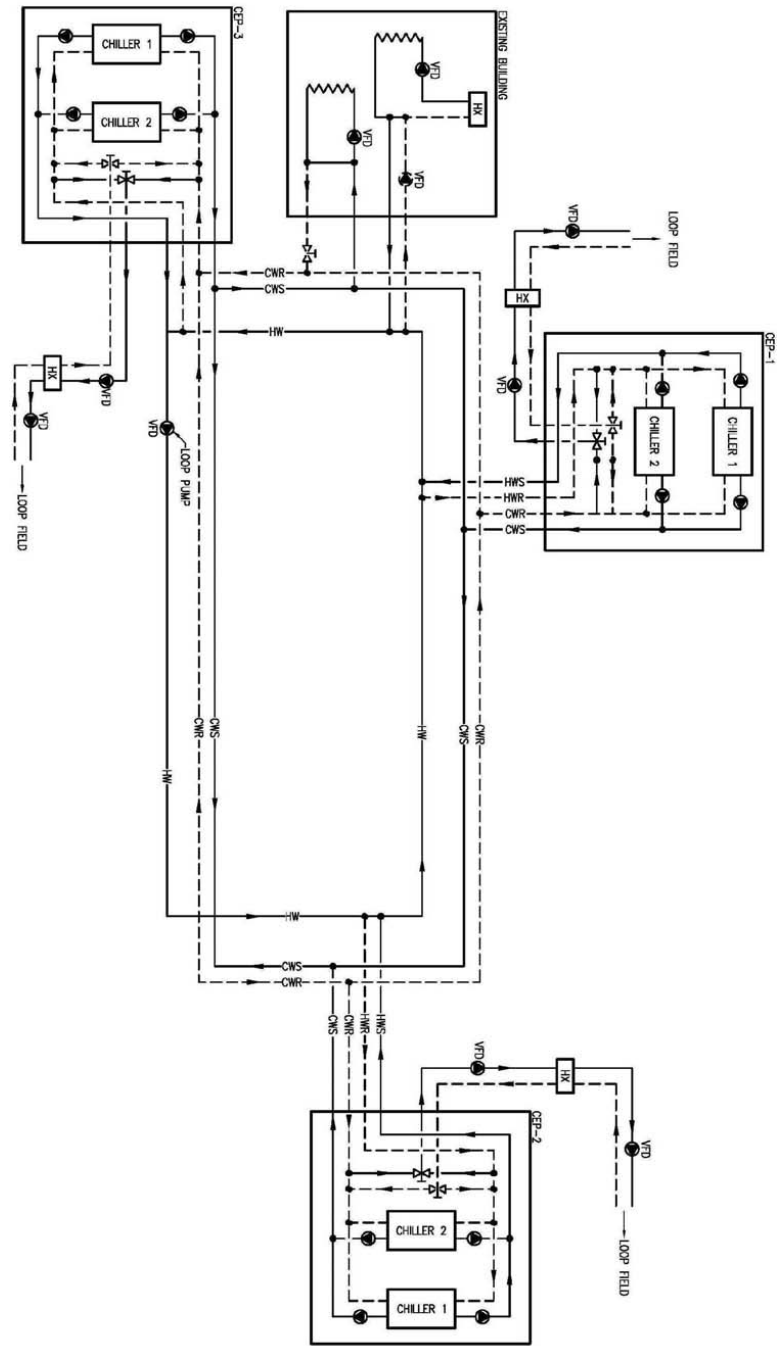 CEP-3
CHILLER 1
CHILLER 2
HX
VFD
VFD
LOOP FIELD
EXISTING BUILDING
VFD
HX
VFD
VFD
CWR
CWS
HW
VFD
LOOP PUMP
LOOP FIELD
VFD
HX
VFD
CEP-1
CHILLER 2
CHILLER 1
HWS
HWR
CWR
CWS
HW
CWR
CWS
HW
CWS
CWR
HW
CWS
CWR
CWS
CWR
HWR
HWS
VFD
HX
VFD
LOOP FIELD
CEP-2
CHILLER 2
CHILLER 1